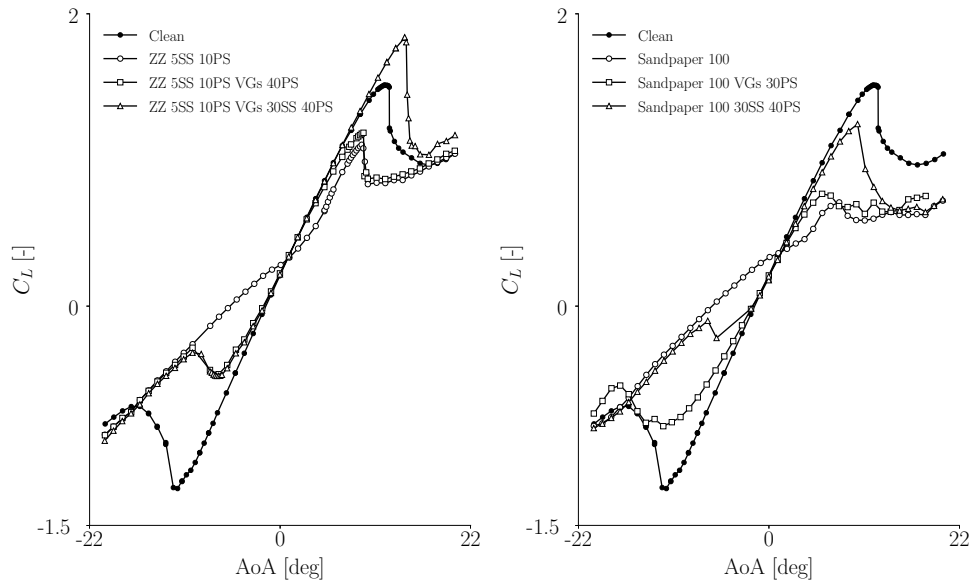 2
Clean
ZZ 5SS 10PS
ZZ 5SS 10PS VGs 40PS
ZZ 5SS 10PS VGs 30SS 40PS
C_L [-]
0
-1.5
-22
0
22
AoA [deg]
2
Clean
Sandpaper 100
Sandpaper 100 VGs 30PS
Sandpaper 100 30SS 40PS
C_L [-]
0
-1.5
-22
0
22
AoA [deg]